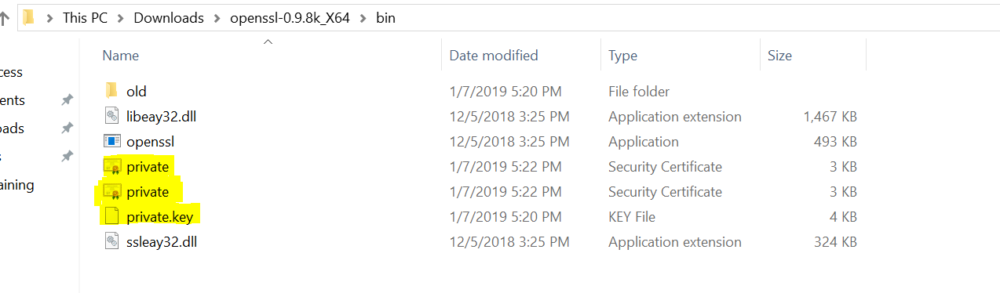 This PC > Downloads > openssl-0.9.8k_X64 > bin
Name Date modified Type Size
cess
ents
oads
s
aining
old 1/7/2019 5:20 PM File folder
libeay32.dll 12/5/2018 3:25 PM Application extension 1,467 KB
openssl 12/5/2018 3:25 PM Application 493 KB
private 1/7/2019 5:22 PM Security Certificate 3 KB
private 1/7/2019 5:22 PM Security Certificate 3 KB
private.key 1/7/2019 5:20 PM KEY File 4 KB
ssleay32.dll 12/5/2018 3:25 PM Application extension 324 KB